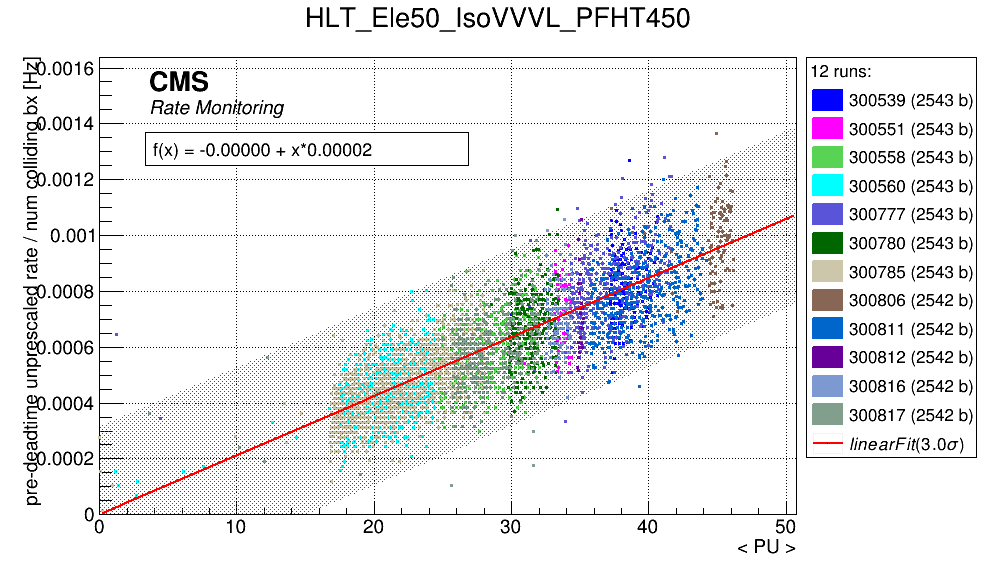 HLT_Ele50_IsoVVVL_PFHT450
pre-deadtime unprescaled rate / num colliding bx [Hz]
0.0016
0.0014
0.0012
0.001
0.0008
0.0006
0.0004
0.0002
0
CMS
Rate Monitoring
f(x) = -0.00000 + x*0.00002
0 10 20 30 40 50
< PU >
12 runs:
300539 (2543 b)
300551 (2543 b)
300558 (2543 b)
300560 (2543 b)
300777 (2543 b)
300780 (2543 b)
300785 (2543 b)
300806 (2542 b)
300811 (2542 b)
300812 (2542 b)
300816 (2542 b)
300817 (2542 b)
linearFit(3.0σ)